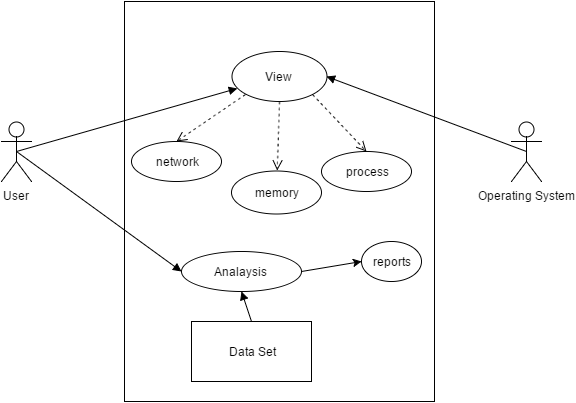 View
network
memory
process
User
Operating System
Analaysis
reports
Data Set